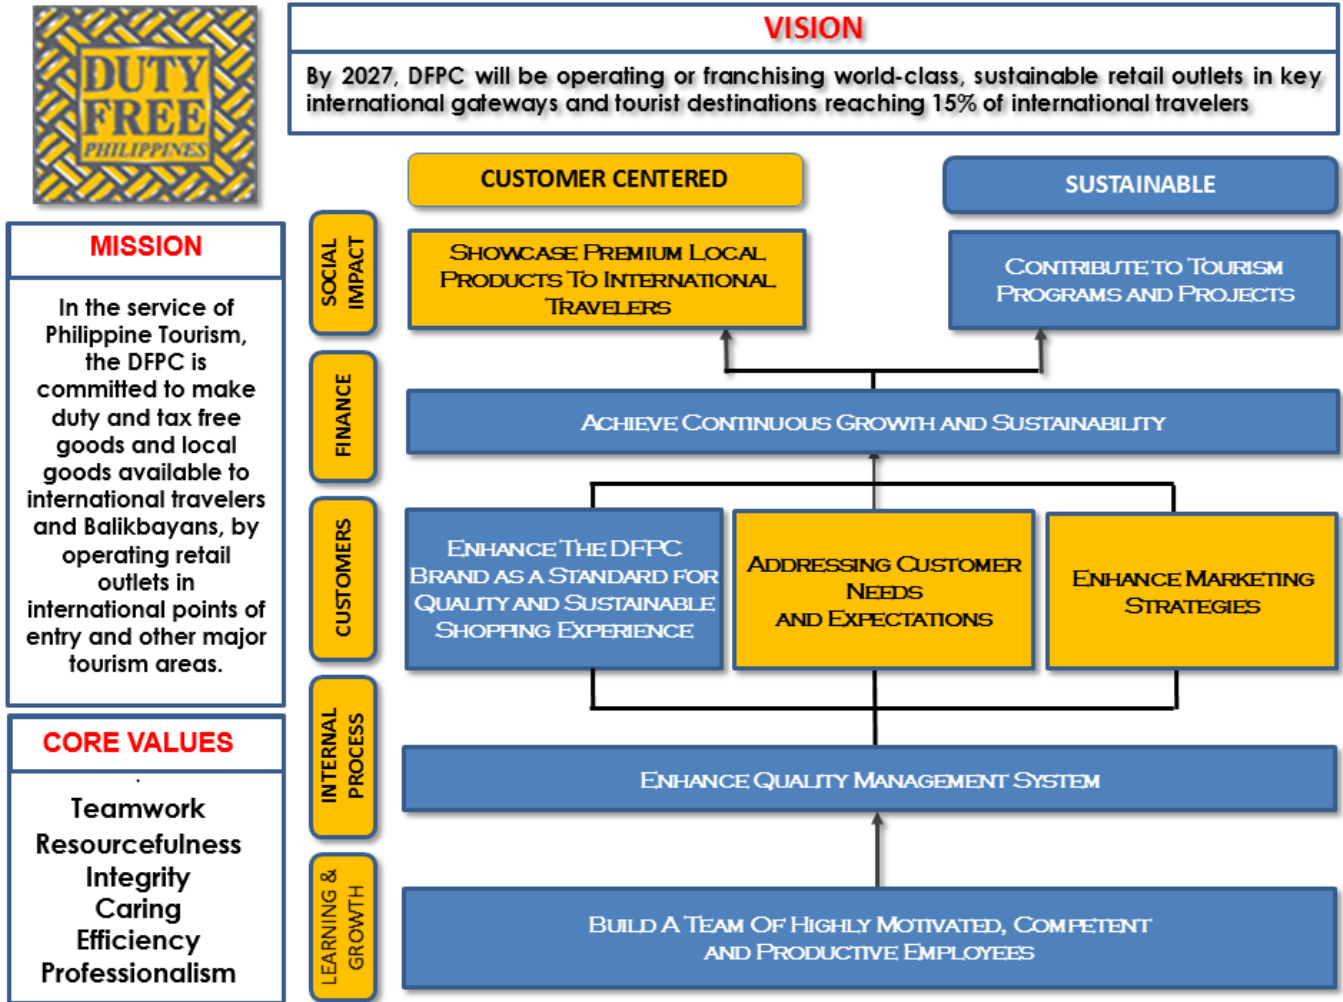 DUTY
FREE
PHILIPPINES
VISION
By 2027, DFPC will be operating or franchising world-class, sustainable retail outlets in key
international gateways and tourist destinations reaching 15% of international travelers
MISSION
In the service of
Philippine Tourism,
the DFPC is
committed to make
duty and tax free
goods and local
goods available to
international travelers
and Balikbayans, by
operating retail
outlets in
international points of
entry and other major
tourism areas.
CORE VALUES
.
Teamwork
Resourcefulness
Integrity
Caring
Efficiency
Professionalism
CUSTOMER CENTERED
SUSTAINABLE
SOCIAL
IMPACT
SHOWCASE PREMIUM LOCAL
PRODUCTS TO INTERNATIONAL
TRAVELERS
CONTRIBUTE TO TOURISM
PROGRAMS AND PROJECTS
FINANCE
ACHIEVE CONTINUOUS GROWTH AND SUSTAINABILITY
CUSTOMERS
ENHANCE THE DFPC
BRAND AS A STANDARD FOR
QUALITY AND SUSTAINABLE
SHOPPING EXPERIENCE
ADDRESSING CUSTOMER
NEEDS
AND EXPECTATIONS
ENHANCE MARKETING
STRATEGIES
INTERNAL
PROCESS
ENHANCE QUALITY MANAGEMENT SYSTEM
LEARNING &
GROWTH
BUILD A TEAM OF HIGHLY MOTIVATED, COMPETENT
AND PRODUCTIVE EMPLOYEES